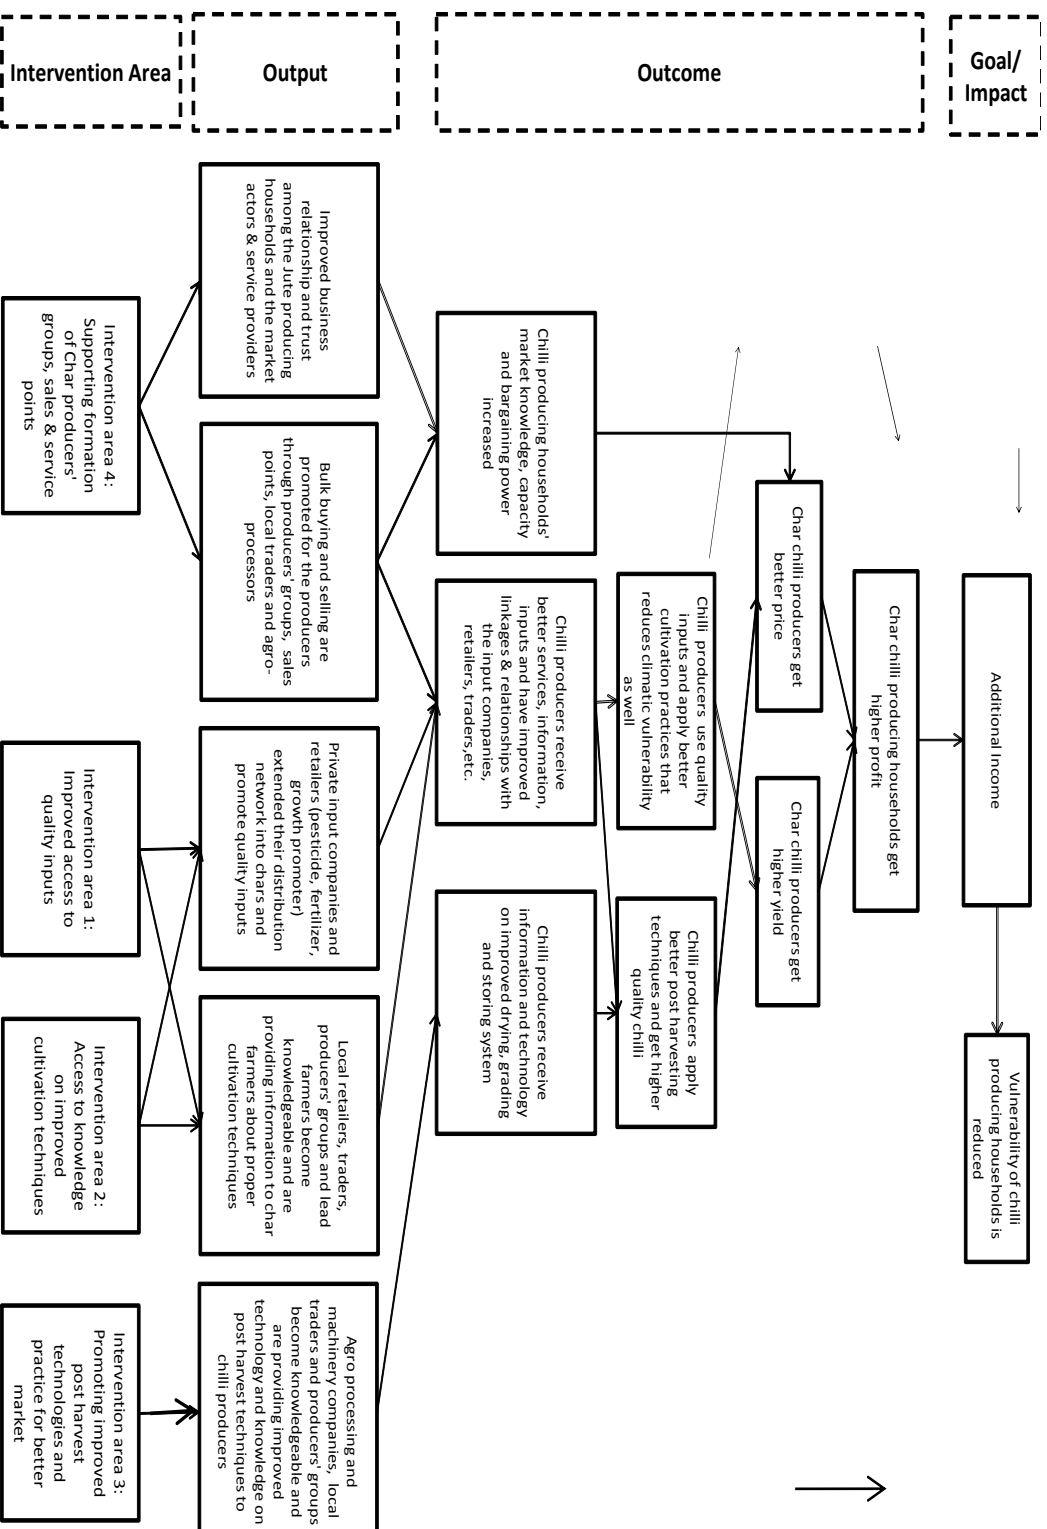 Intervention Area
Output
Outcome
Goal/
Impact
Additional Income
Vulnerability of chilli
producing households is
reduced
Char chilli producing households get
higher profit
Char chilli producers get
better price
Char chilli producers get
higher yield
Chilli producers use quality
inputs and apply better
cultivation practices that
reduces climatic vulnerability
as well
Chilli producers apply
better post harvesting
techniques and get higher
quality chilli
Chilli producing households'
market knowledge, capacity
and bargaining power
increased
Chilli producers receive
better services, information,
inputs and have improved
linkages & relationships with
the input companies,
retailers, traders,etc.
Chilli producers receive
information and technology
on improved drying, grading
and storing system
Improved business
relationship and trust
among the Jute producing
households and the market
actors & service providers
Bulk buying and selling are
promoted for the producers
through producers' groups, sales
points, local traders and agro-
processors
Private input companies and
retailers (pesticide, fertilizer,
growth promoter)
extended their distribution
network into chars and
promote quality inputs
Local retailers, traders,
producers' groups and lead
farmers become
knowledgeable and are
providing information to char
farmers about proper
cultivation techniques
Agro processing and
machinery companies, local
traders and producers' groups
become knowledgeable and
are providing improved
technology and knowledge on
post harvest techniques to
chilli producers
Intervention area 4:
Supporting formation
of Char producers'
groups, sales & service
points
Intervention area 1:
Improved access to
quality inputs
Intervention area 2:
Access to knowledge
on improved
cultivation techniques
Intervention area 3:
Promoting improved
post harvest
technologies and
practice for better
market